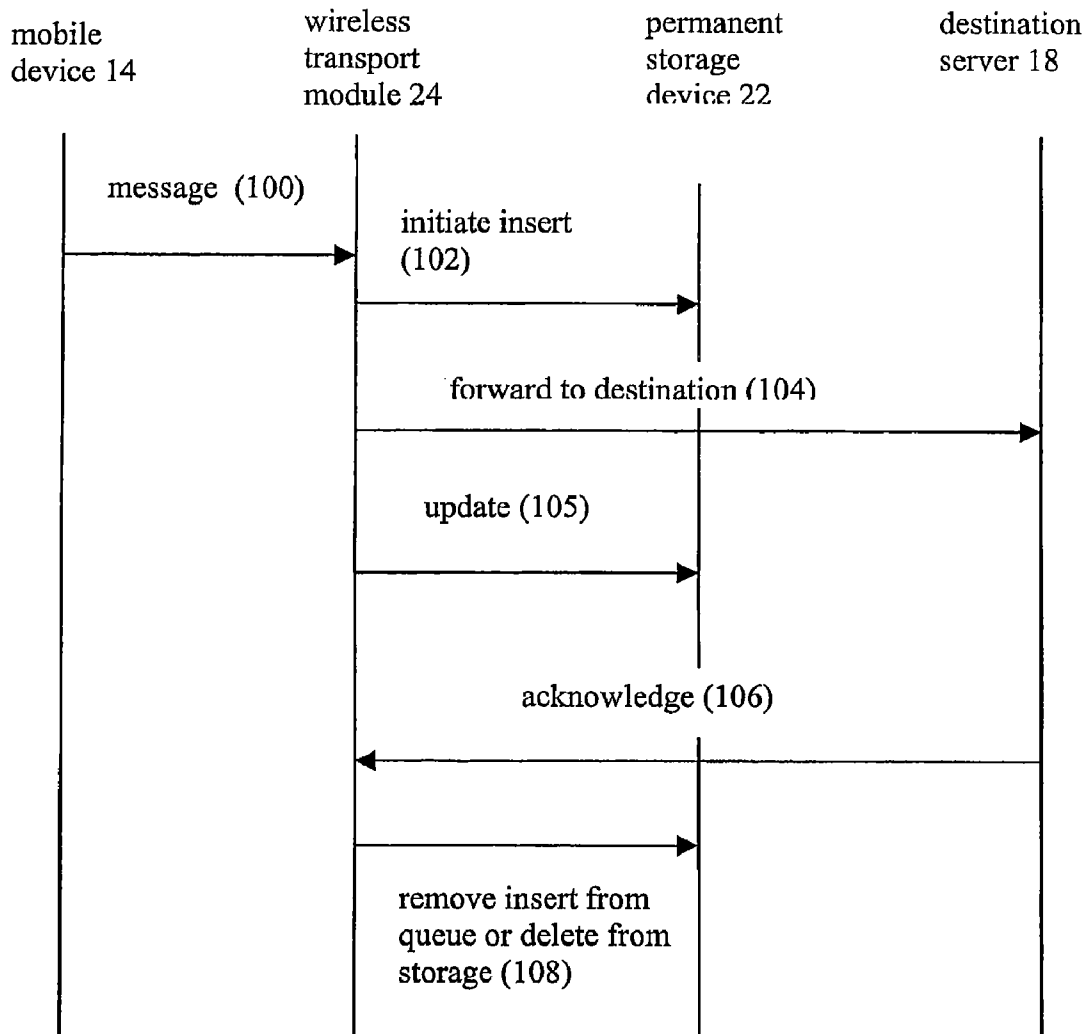 mobile
device 14
wireless
transport
module 24
permanent
storage
device 22
destination
server 18
message (100)
initiate insert
(102)
forward to destination (104)
update (105)
acknowledge (106)
remove insert from
queue or delete from
storage (108)